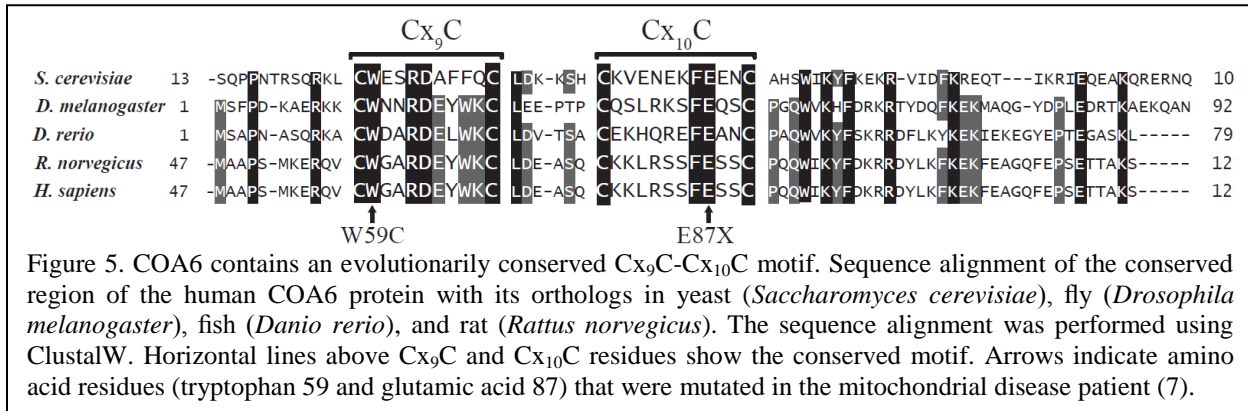 Cx₉C Cx₁₀C
S. cerevisiae 13 -SQPPNTRSQRKL CWESRDAFFQC LDK-KSH CKVENEKFEENC AHSWIKYFKEKR-VIDFKREQT---IKRIEQEAKQRERNQ 10
D. melanogaster 1 MSFPD-KAERKK CWNNRDEYWKC LEE-PTP CQSLRKSFEQSC PGQWVKHFDRKRTYDQFKEKMAQG-YDPLEDRTKAEKQAN 92
D. rerio 1 MSAPN-ASQRKA CWDARDELWKC LDV-TSA CEKHQREFEANC PAQWVKYFSKRRDFLKYKEKIEKEGYEPTEGASKL----- 79
R. norvegicus 47 -MAAPS-MKERQV CWGARDEYWKC LDE-ASQ CKKLRSSFESSC PQQWIKYFDKRRDYLKFKEKFEAGQFEPSETTAKS----- 12
H. sapiens 47 -MAAPS-MKERQV CWGARDEYWKC LDE-ASQ CKKLRSSFESSC PQQWIKYFDKRRDYLKFKEKFEAGQFEPSETTAKS----- 12
W59C E87X
Figure 5. COA6 contains an evolutionarily conserved Cx₉C-Cx₁₀C motif. Sequence alignment of the conserved
region of the human COA6 protein with its orthologs in yeast (Saccharomyces cerevisiae), fly (Drosophila
melanogaster), fish (Danio rerio), and rat (Rattus norvegicus). The sequence alignment was performed using
ClustalW. Horizontal lines above Cx₉C and Cx₁₀C residues show the conserved motif. Arrows indicate amino
acid residues (tryptophan 59 and glutamic acid 87) that were mutated in the mitochondrial disease patient (7).